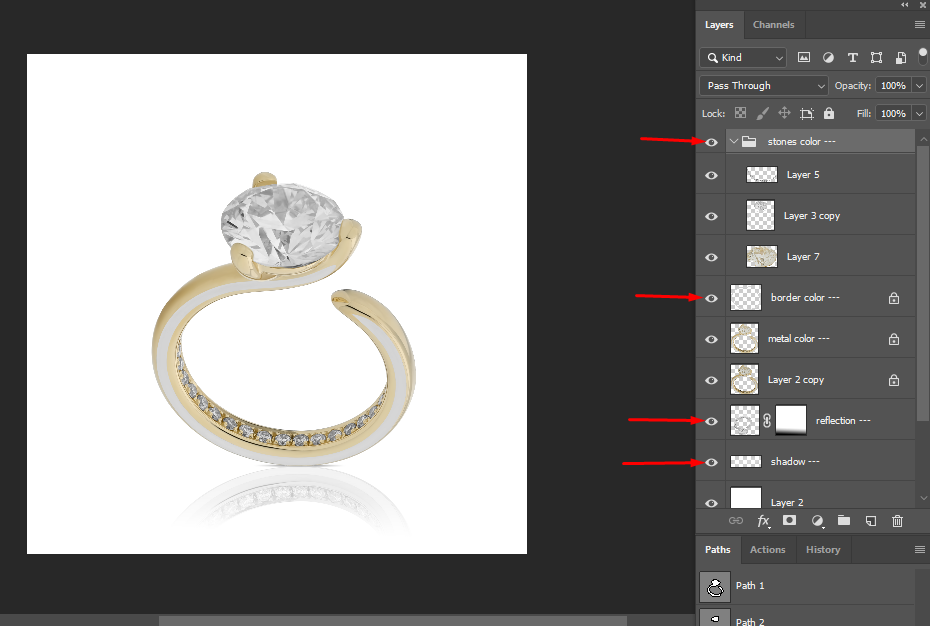 Layers Channels
Kind
Pass Through Opacity: 100%
Lock: Fill: 100%
stones color ---
Layer 5
Layer 3 copy
Layer 7
border color ---
metal color ---
Layer 2 copy
reflection ---
shadow ---
Layer 2
fx
Paths Actions History
Path 1
Path 2